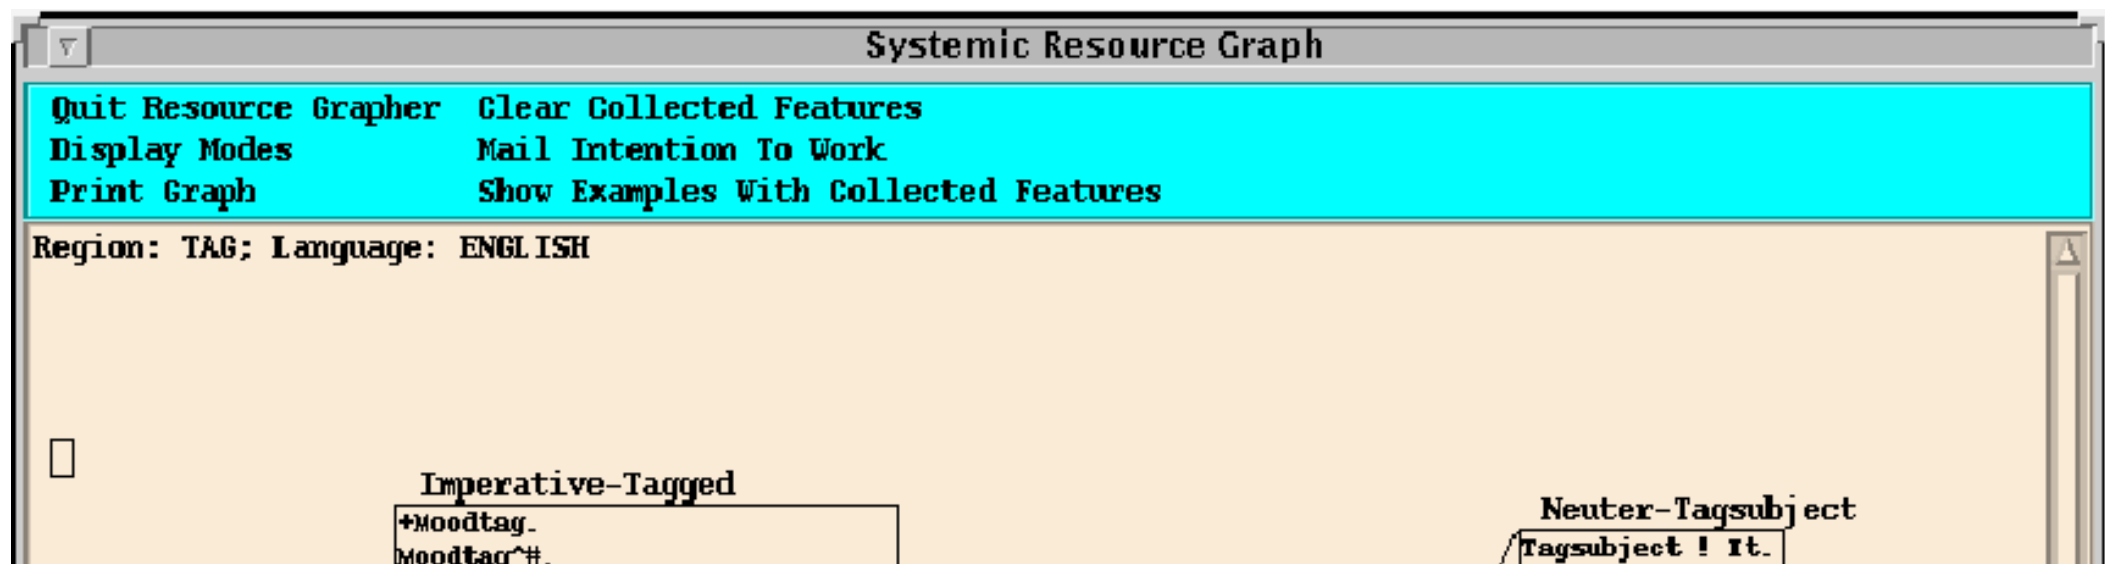 Systemic Resource Graph
Quit Resource Grapher Clear Collected Features
Display Modes Mail Intention To Work
Print Graph Show Examples With Collected Features
Region: TAG; Language: ENGLISH
Imperative-Tagged
+Moodtag.
Moodtag^#.
Neuter-Tagsubject
Tagsubject ! It.